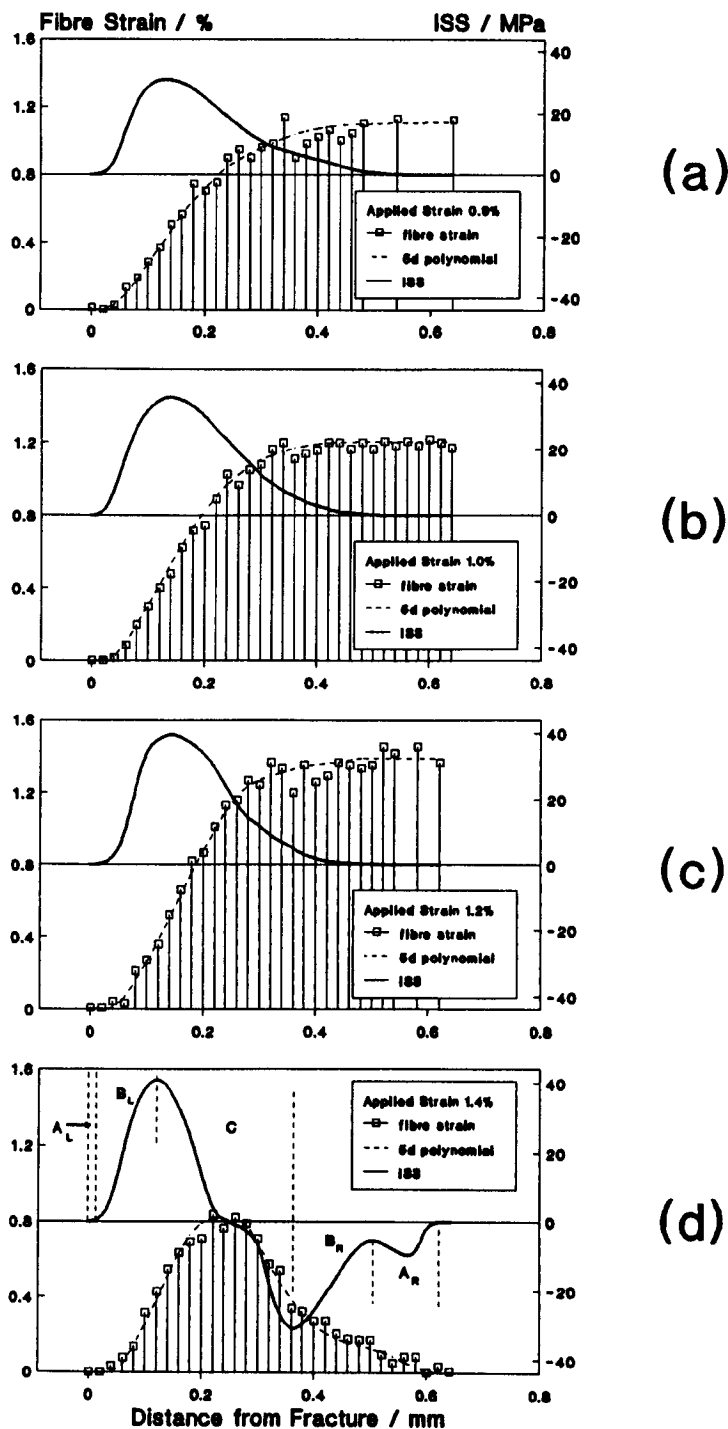 Fibre Strain / % ISS / MPa
1.6 40
1.2 20
0.8 0
0.4 -20
0 -40
Applied Strain 0.9%
fibre strain
5d polynomial
ISS
0 0.2 0.4 0.6 0.8
(a)
1.6 40
1.2 20
0.8 0
0.4 -20
0 -40
Applied Strain 1.0%
fibre strain
5d polynomial
ISS
0 0.2 0.4 0.6 0.8
(b)
1.6 40
1.2 20
0.8 0
0.4 -20
0 -40
Applied Strain 1.2%
fibre strain
5d polynomial
ISS
0 0.2 0.4 0.6 0.8
(c)
1.6 40
1.2 20
0.8 0
0.4 -20
0 -40
A L
B L
C
B R
A R
Applied Strain 1.4%
fibre strain
5d polynomial
ISS
0 0.2 0.4 0.6 0.8
(d)
Distance from Fracture / mm